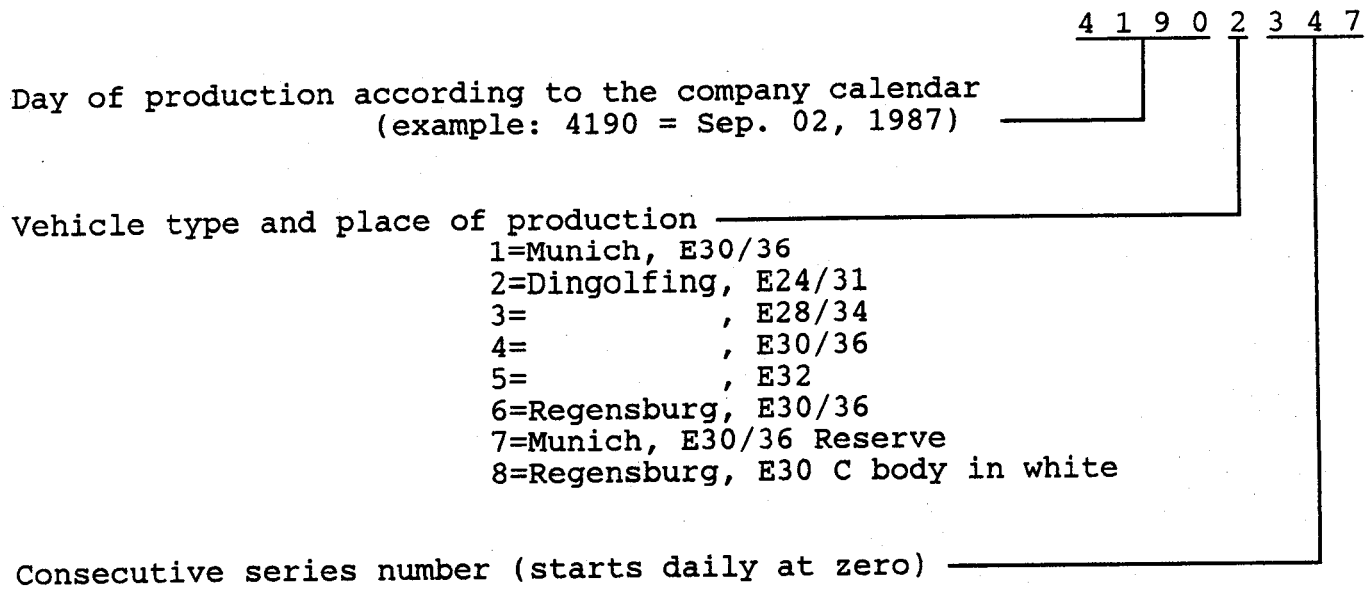 4 1 9 0 2 3 4 7
Day of production according to the company calendar
(example: 4190 = Sep. 02, 1987)
Vehicle type and place of production
1=Munich, E30/36
2=Dingolfing, E24/31
3= , E28/34
4= , E30/36
5= , E32
6=Regensburg, E30/36
7=Munich, E30/36 Reserve
8=Regensburg, E30 C body in white
Consecutive series number (starts daily at zero)